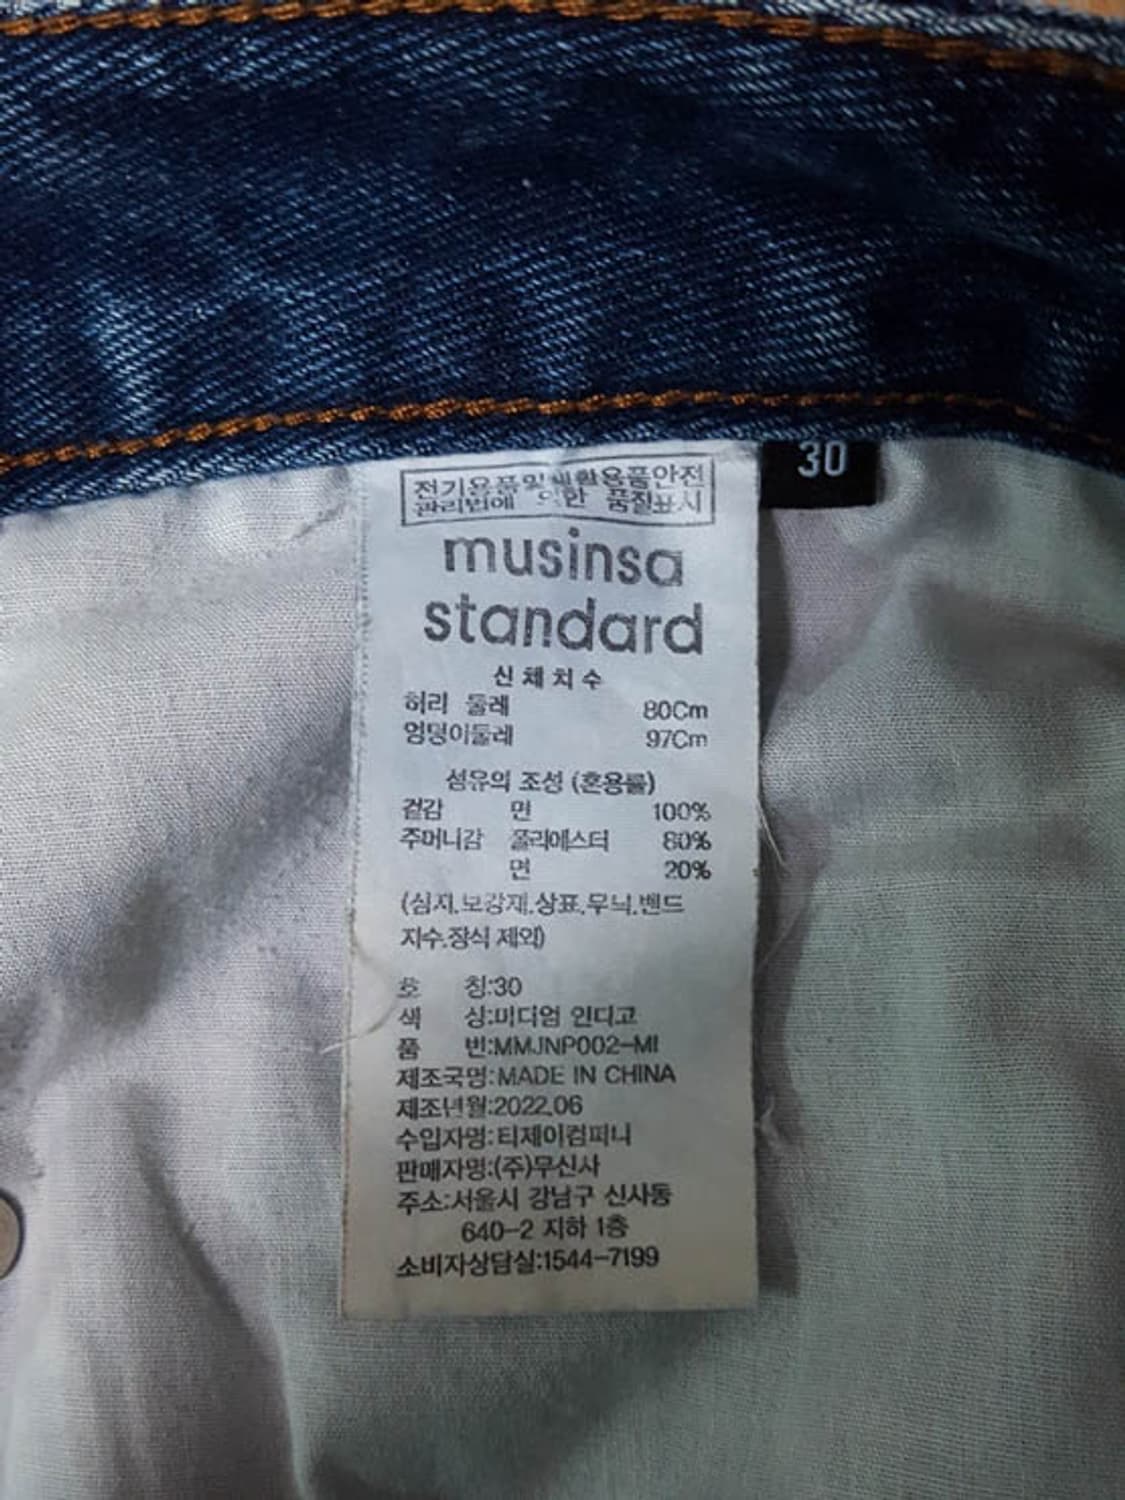 30
전기용품및생활용품안전
관리법에 의한 품질표시
musinsa
standard
신체치수
허리 둘레 80Cm
엉덩이둘레 97Cm
섬유의 조성 (혼용률)
겉감 면 100%
주머니감 폴리에스터 80%
면 20%
(심지.보강재.상표.무늬.밴드
자수.장식 제외)
호 칭:30
색 상:미디엄 인디고
품 번:MMJNP002-MI
제조국명:MADE IN CHINA
제조년월:2022.06
수입자명:티제이컴퍼니
판매자명:(주)무신사
주소:서울시 강남구 신사동
640-2 지하 1층
소비자상담실:1544-7199